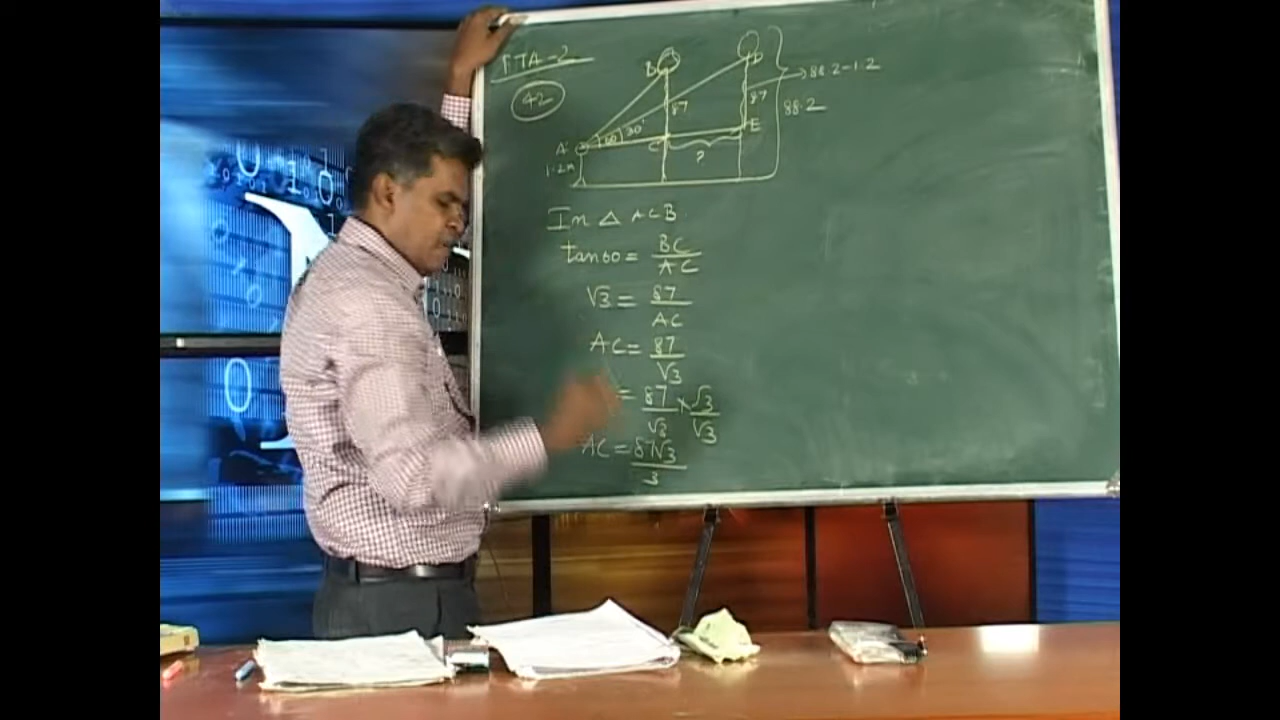 FTA-2
42
B
D
88.2-1.2
87
87
88.2
A
60
30°
E
C
?
1.2m
In △ ACB
tan60 = BC/AC
√3 = 87/AC
AC = 87/√3
= 87/√3 × √3/√3
AC = 87√3/3